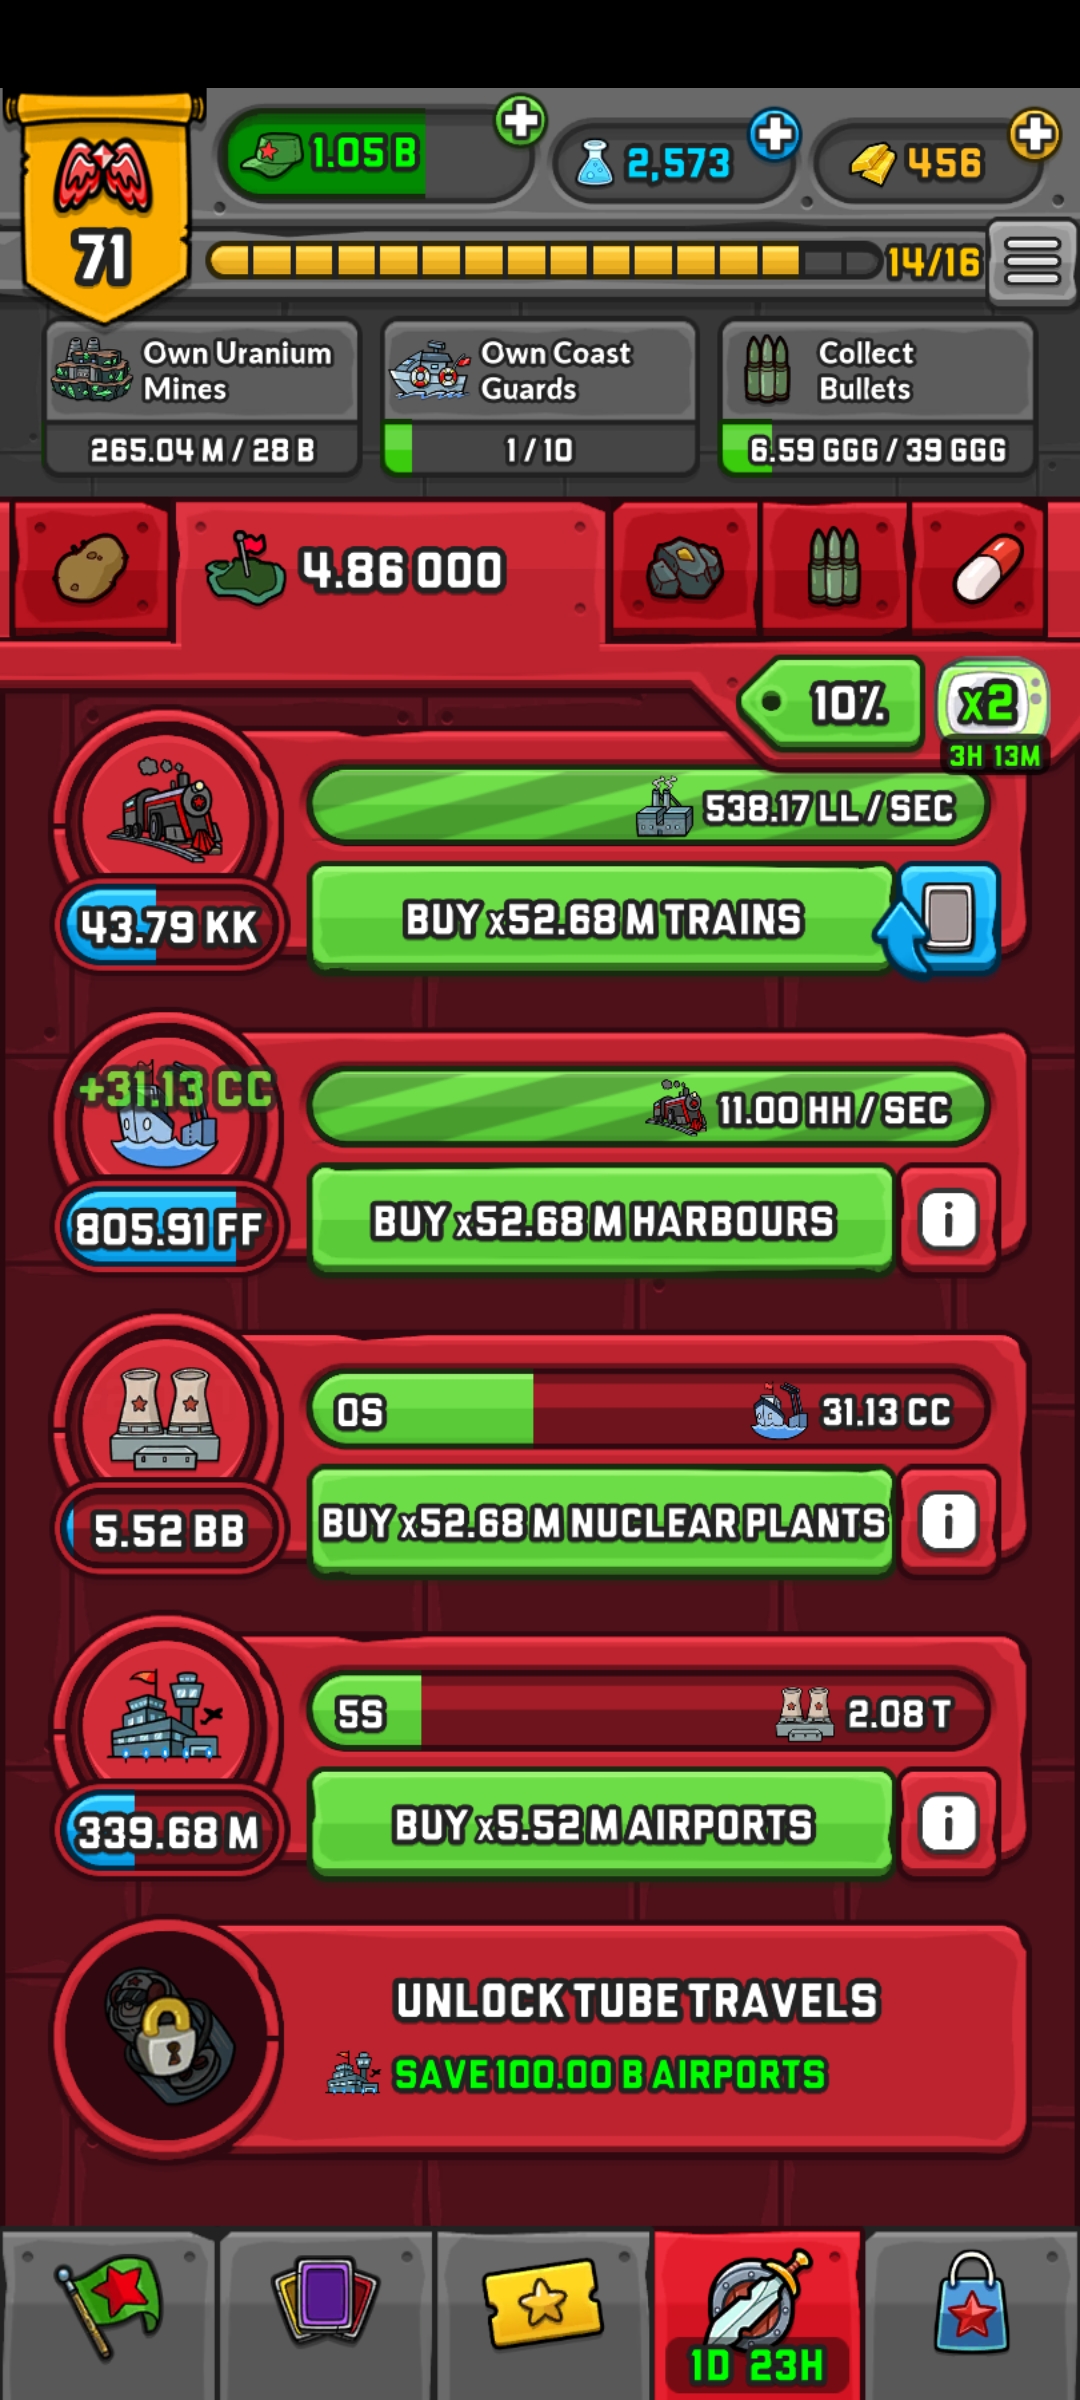 1.05 B
2,573
456
71
14/16
Own Uranium
Mines
265.04 M / 28 B
Own Coast
Guards
1 / 10
Collect
Bullets
6.59 GGG / 39 GGG
4.86 000
10%
x2
3H 13M
538.17 LL / SEC
43.79 KK
BUY x52.68 M TRAINS
+31.13 CC
11.00 HH / SEC
805.91 FF
BUY x52.68 M HARBOURS
i
0S
31.13 CC
5.52 BB
BUY x52.68 M NUCLEAR PLANTS
i
5S
2.08 T
339.68 M
BUY x5.52 M AIRPORTS
i
UNLOCK TUBE TRAVELS
SAVE 100.00 B AIRPORTS
1D 23H